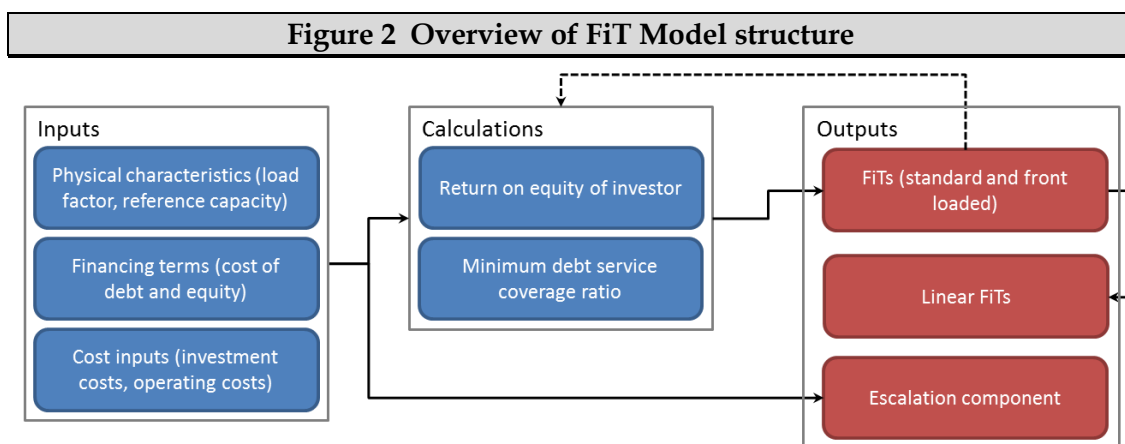 Figure 2 Overview of FiT Model structure
Inputs
Physical characteristics (load
factor, reference capacity)
Financing terms (cost of
debt and equity)
Cost inputs (investment
costs, operating costs)
Calculations
Return on equity of investor
Minimum debt service
coverage ratio
Outputs
FiTs (standard and front
loaded)
Linear FiTs
Escalation component